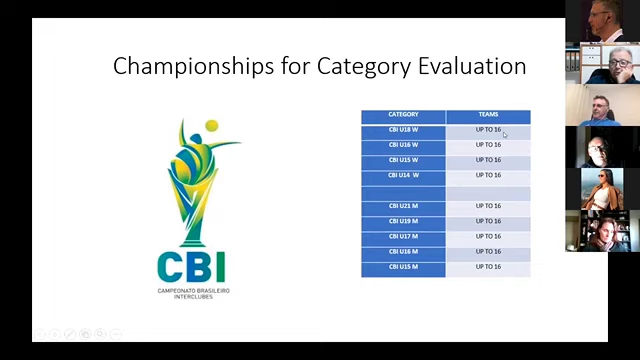 Championships for Category Evaluation
CBI
CAMPEONATO BRASILEIRO
INTERCLUBES
CATEGORY TEAMS
CBI U18 W UP TO 16
CBI U16 W UP TO 16
CBI U15 W UP TO 16
CBI U14 W UP TO 16
CBI U21 M UP TO 16
CBI U19 M UP TO 16
CBI U17 M UP TO 16
CBI U16 M UP TO 16
CBI U15 M UP TO 16